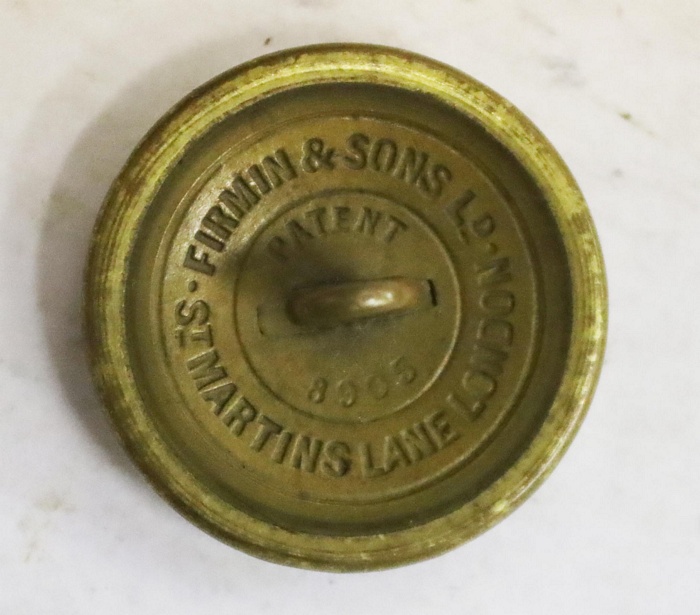 · FIRMIN & SONS LD ·
ST MARTINS LANE LONDON
PATENT
8905